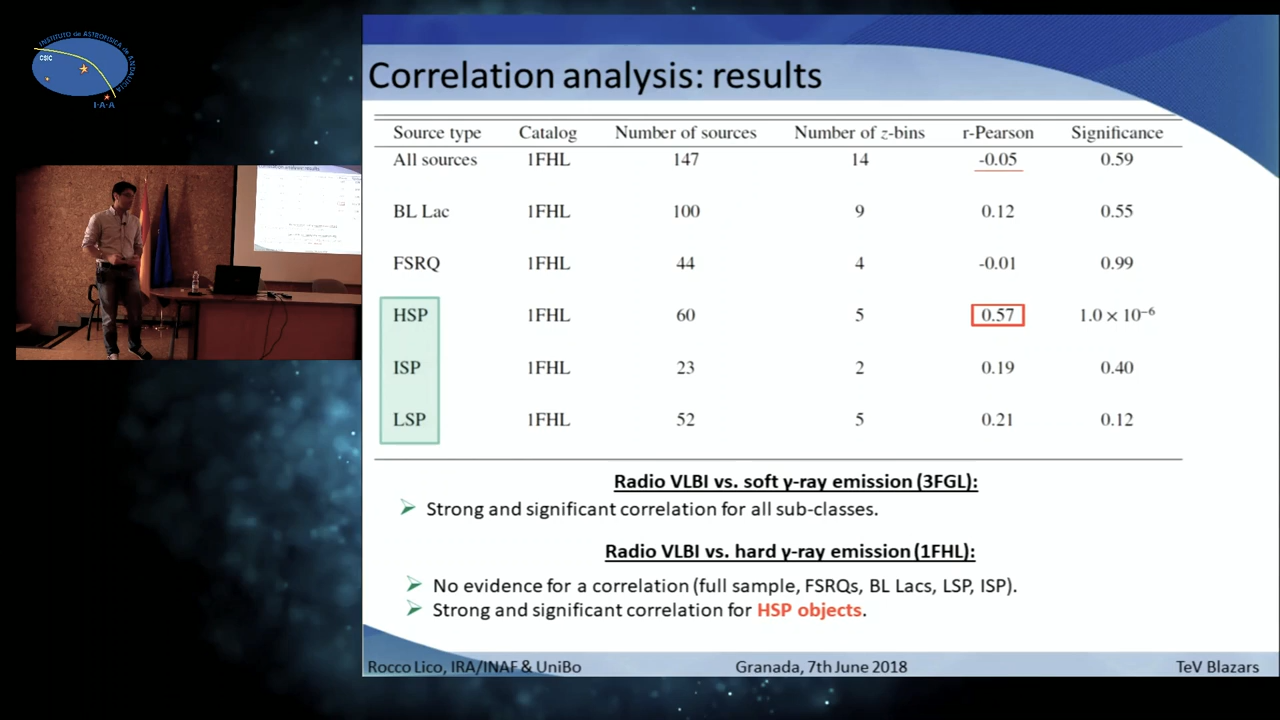 INSTITUTO de ASTROFISICA de ANDALUCIA
CSIC
I-A-A
Correlation analysis: results
Source type Catalog Number of sources Number of z-bins r-Pearson Significance
All sources 1FHL 147 14 -0.05 0.59
BL Lac 1FHL 100 9 0.12 0.55
FSRQ 1FHL 44 4 -0.01 0.99
HSP 1FHL 60 5 0.57 1.0 × 10⁻⁶
ISP 1FHL 23 2 0.19 0.40
LSP 1FHL 52 5 0.21 0.12
Radio VLBI vs. soft γ-ray emission (3FGL):
Strong and significant correlation for all sub-classes.
Radio VLBI vs. hard γ-ray emission (1FHL):
No evidence for a correlation (full sample, FSRQs, BL Lacs, LSP, ISP).
Strong and significant correlation for HSP objects.
Rocco Lico, IRA/INAF & UniBo Granada, 7th June 2018 TeV Blazars